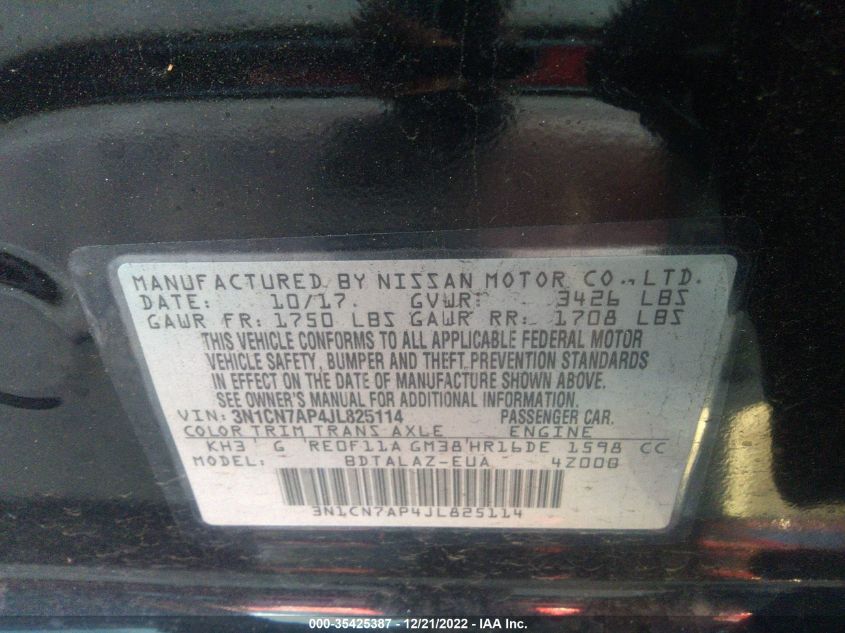 MANUFACTURED BY NISSAN MOTOR CO., LTD.
DATE: 10/17. GVWR: 3426 LBS
GAWR FR: 1750 LBS GAWR RR: 1708 LBS
THIS VEHICLE CONFORMS TO ALL APPLICABLE FEDERAL MOTOR
VEHICLE SAFETY, BUMPER AND THEFT PREVENTION STANDARDS
IN EFFECT ON THE DATE OF MANUFACTURE SHOWN ABOVE.
SEE OWNER'S MANUAL FOR ADDITIONAL INFORMATION.
VIN: 3N1CN7AP4JL825114 PASSENGER CAR.
COLOR TRIM TRANS AXLE ENGINE
KH3 G RE0F11A GM38 HR16DE 1598 CC
MODEL: BDTALAZ-EUA 4Z000
3N1CN7AP4JL825114
000-35425387 - 12/21/2022 - IAA Inc.